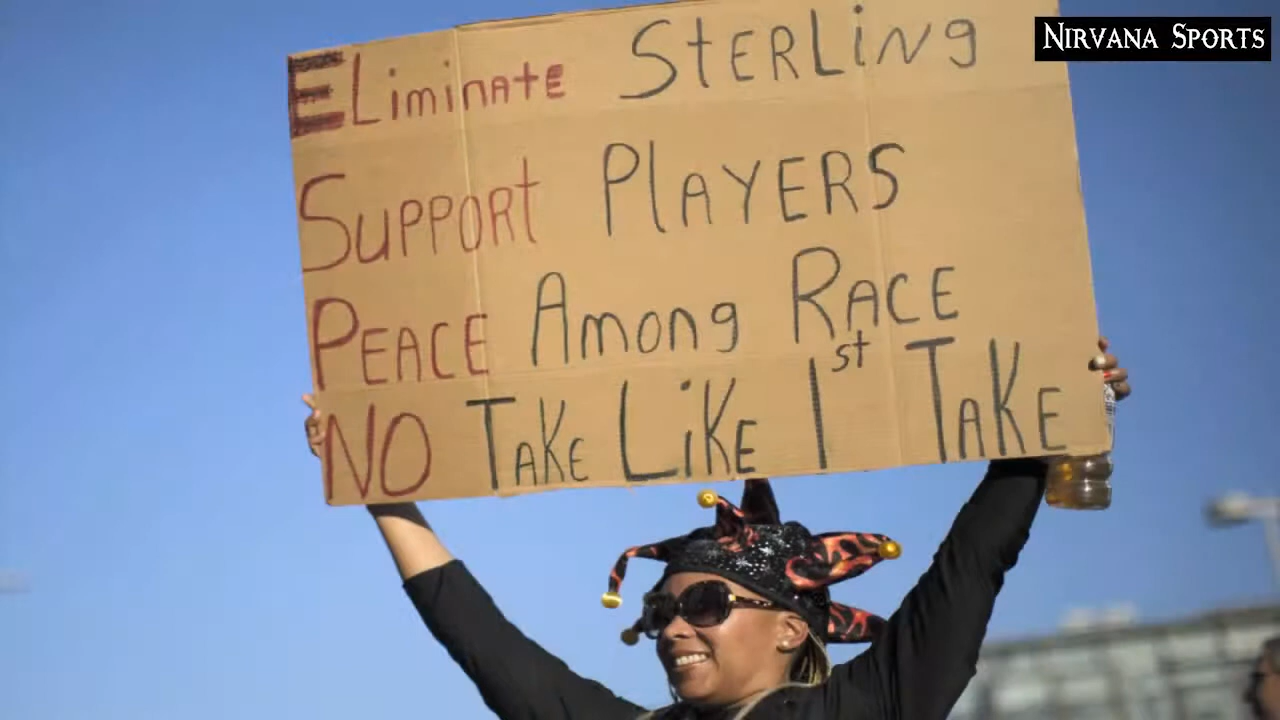 NIRVANA SPORTS
ELiminate STERLiNg
SUPPORT PLAYERS
PEACE Among RACE
NO TAKE LiKE 1st TAKE